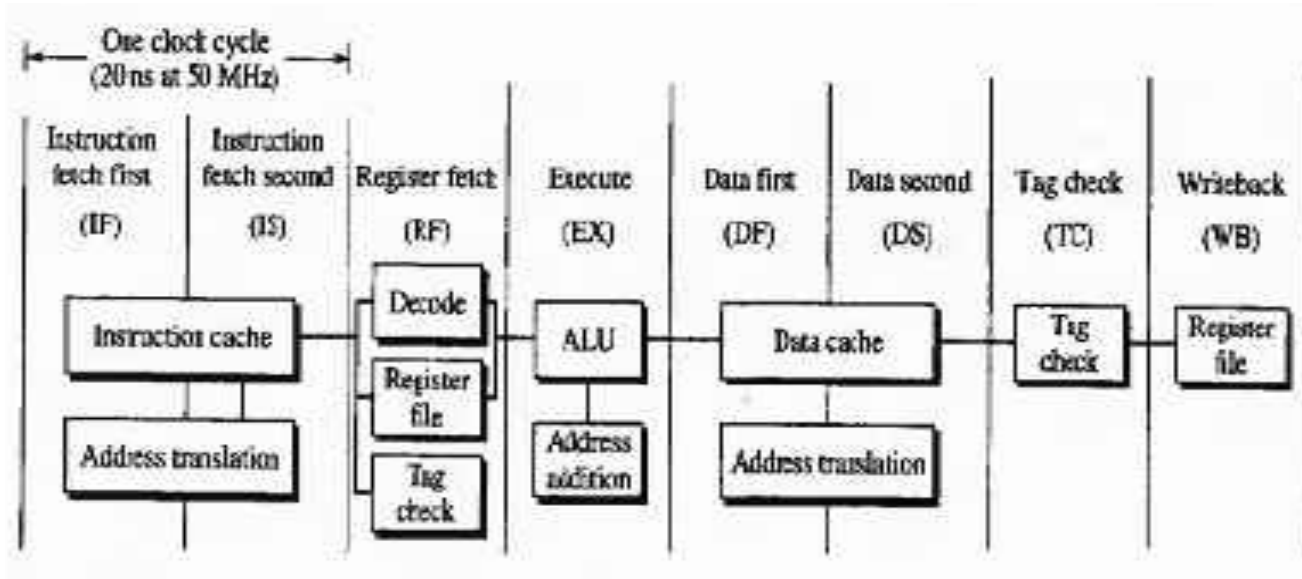 One clock cycle
(20 ns at 50 MHz)
Instruction
fetch first
(IF)
Instruction
fetch second
(IS)
Register fetch
(RF)
Execute
(EX)
Data first
(DF)
Data second
(DS)
Tag check
(TC)
Writeback
(WB)
Instruction cache
Address translation
Decode
Register
file
Tag
check
ALU
Address
addition
Data cache
Address translation
Tag
check
Register
file